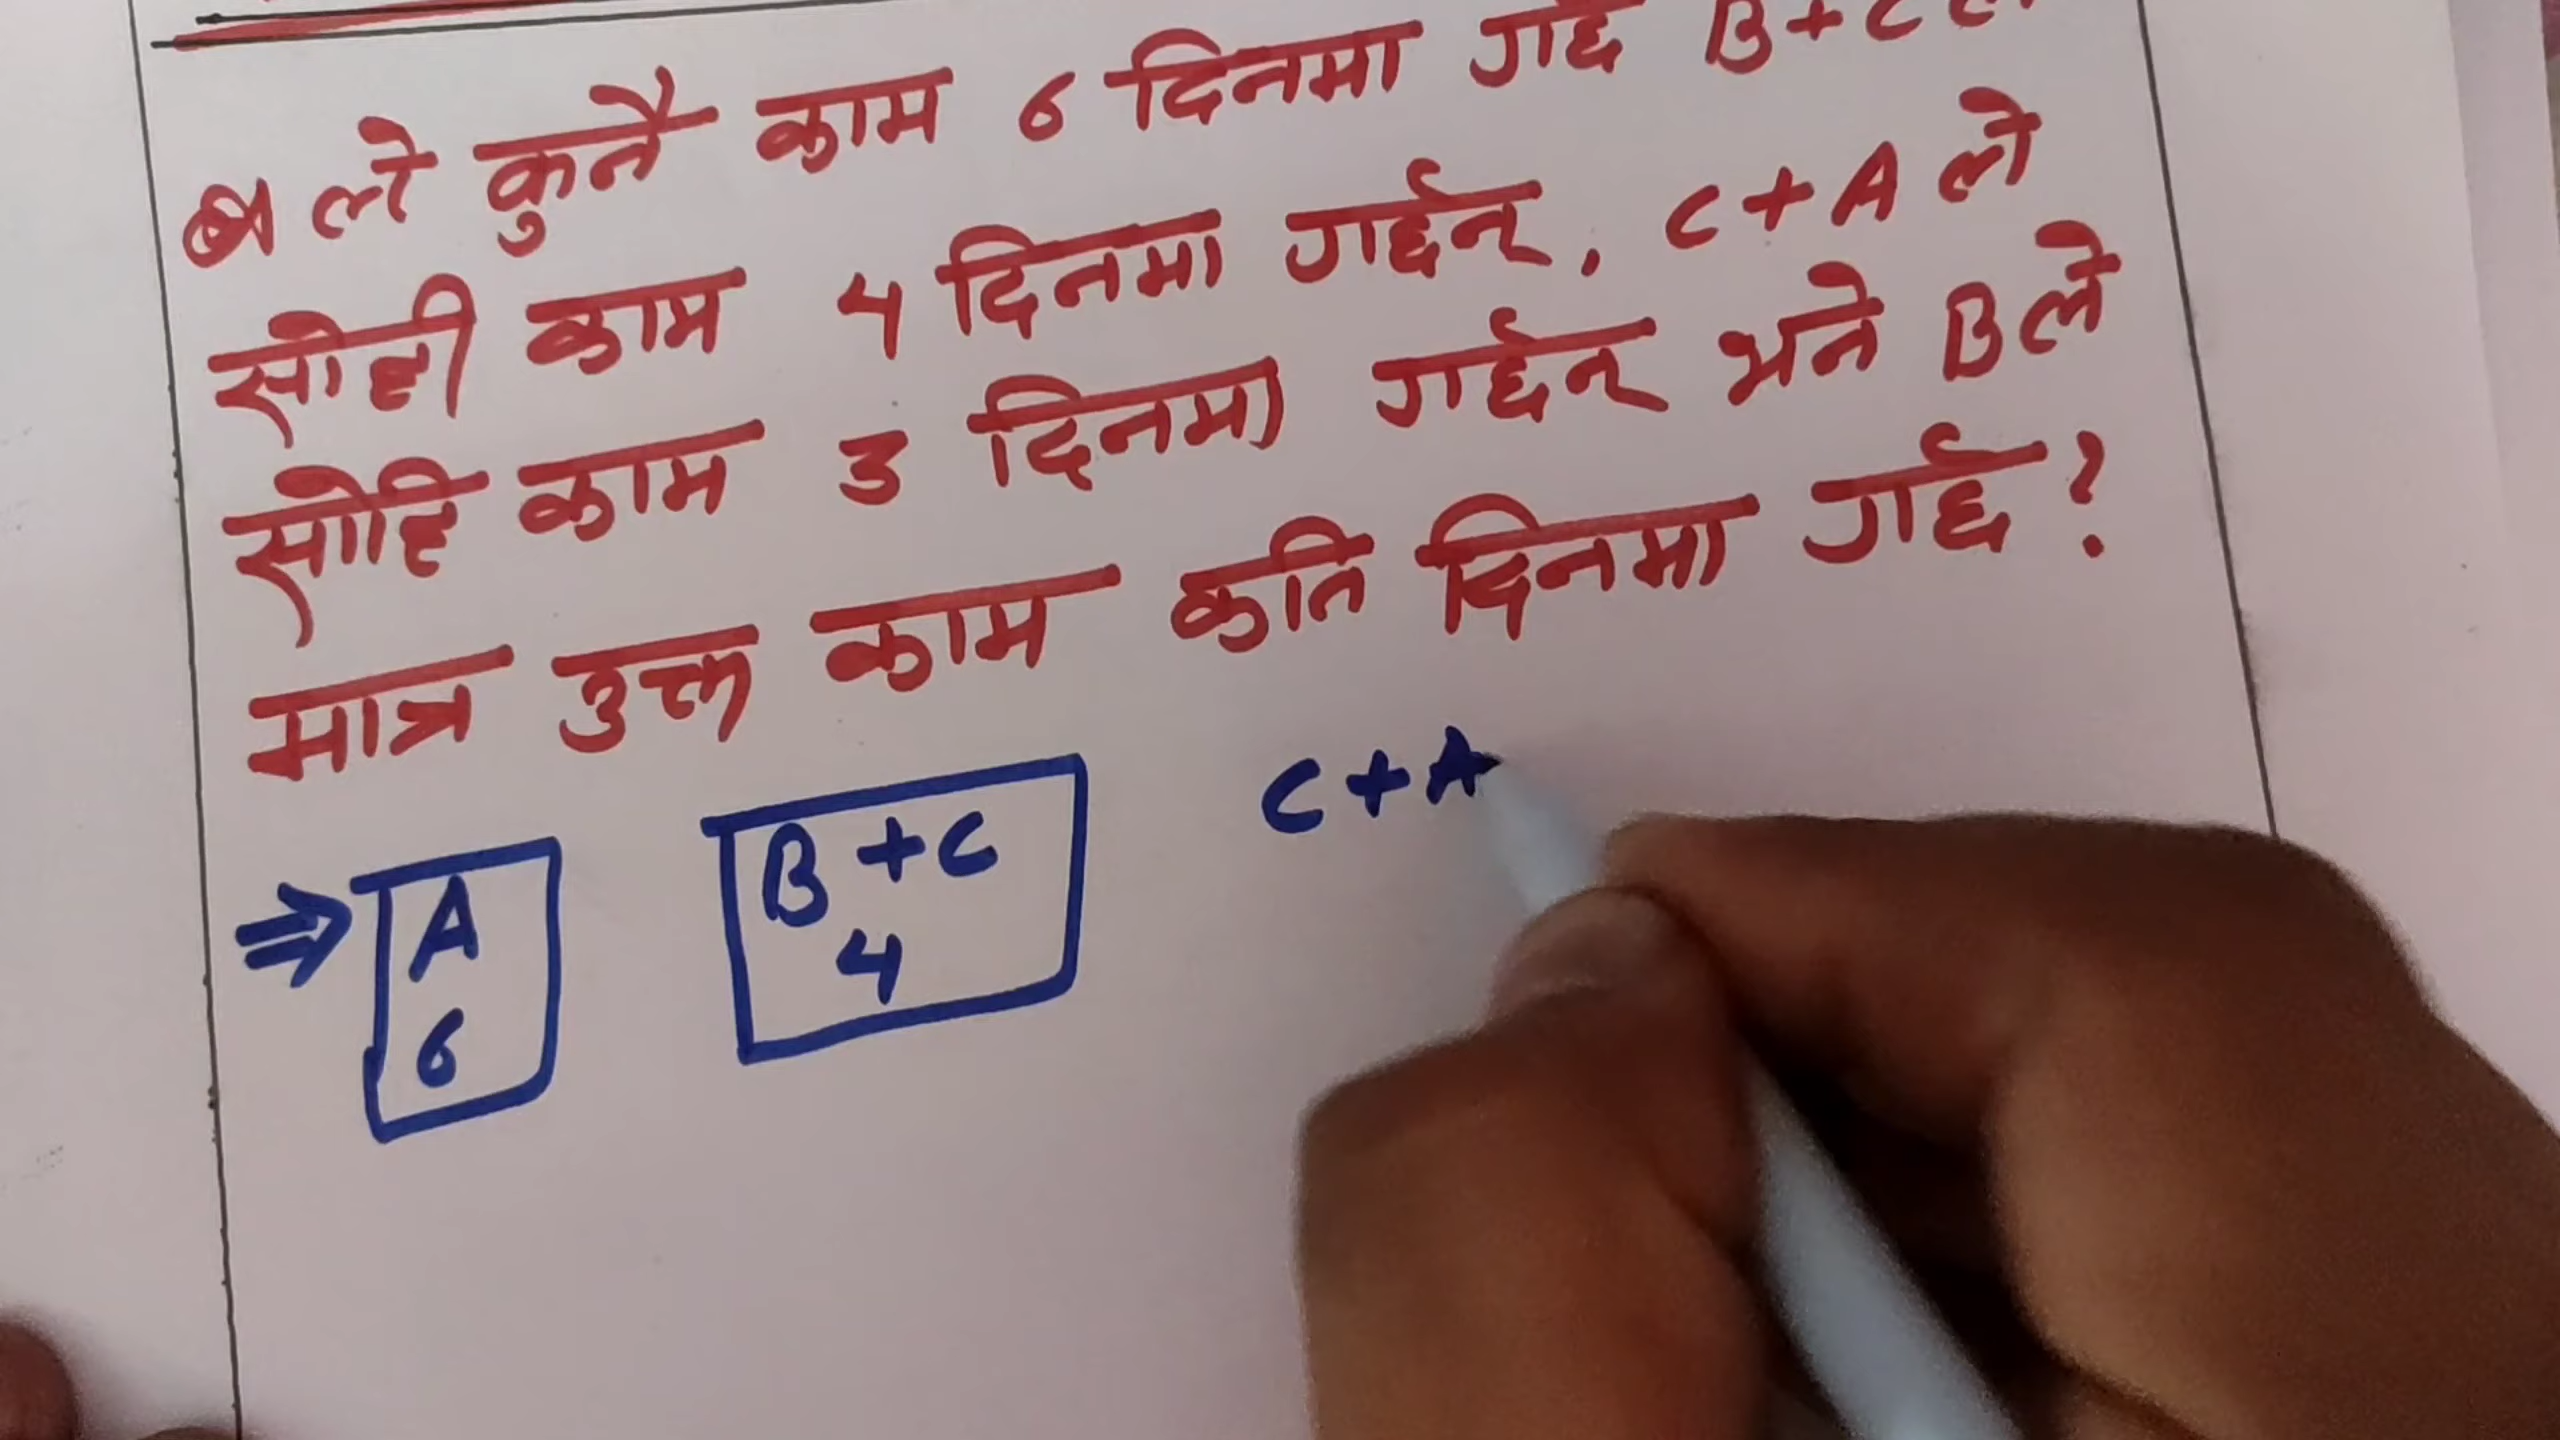 A ले कुनै काम 6 दिनमा गर्छ B+C ले
सोही काम 4 दिनमा गर्छन्, C+A ले
सोहि काम 3 दिनमा गर्छन् भने B ले
मात्र उक्त काम कति दिनमा गर्छ ?
C+A
⇒ A B+C
6 4